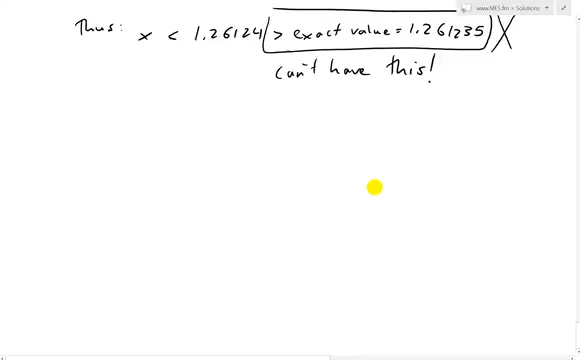 www.MES.fm > Solutions
Thus: x < 1.26124 (> exact value = 1.261235) X
can't have this!